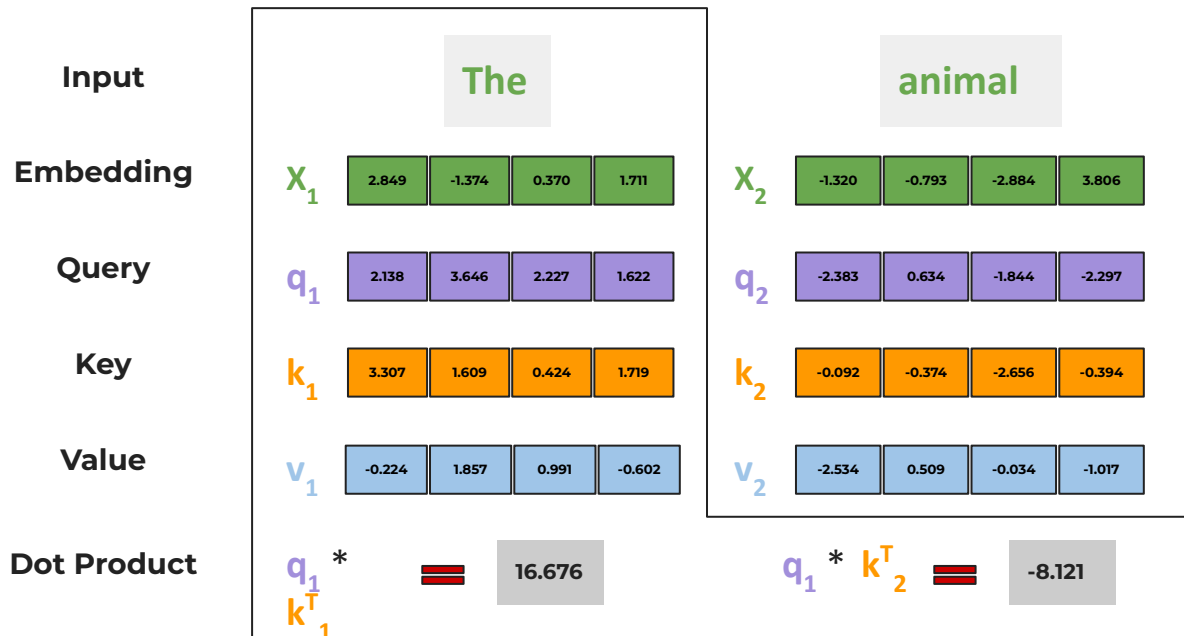 Input The animal
Embedding X1 2.849 -1.374 0.370 1.711 X2 -1.320 -0.793 -2.884 3.806
Query q1 2.138 3.646 2.227 1.622 q2 -2.383 0.634 -1.844 -2.297
Key k1 3.307 1.609 0.424 1.719 k2 -0.092 -0.374 -2.656 -0.394
Value v1 -0.224 1.857 0.991 -0.602 v2 -2.534 0.509 -0.034 -1.017
Dot Product q1 * = 16.676 q1 * kT2 = -8.121
kT1